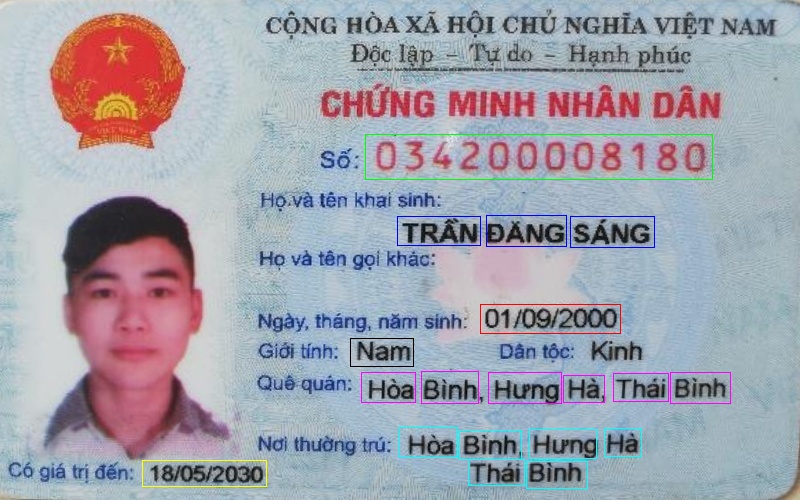 CỘNG HÒA XÃ HỘI CHỦ NGHĨA VIỆT NAM
Độc lập - Tự do - Hạnh phúc
CHỨNG MINH NHÂN DÂN
Số: 034200008180
Họ và tên khai sinh:
TRẦN ĐĂNG SÁNG
Họ và tên gọi khác:
Ngày, tháng, năm sinh: 01/09/2000
Giới tính: Nam Dân tộc: Kinh
Quê quán: Hòa Bình, Hưng Hà, Thái Bình
Nơi thường trú: Hòa Bình, Hưng Hà
Thái Bình
Có giá trị đến: 18/05/2030
VIỆT NAM